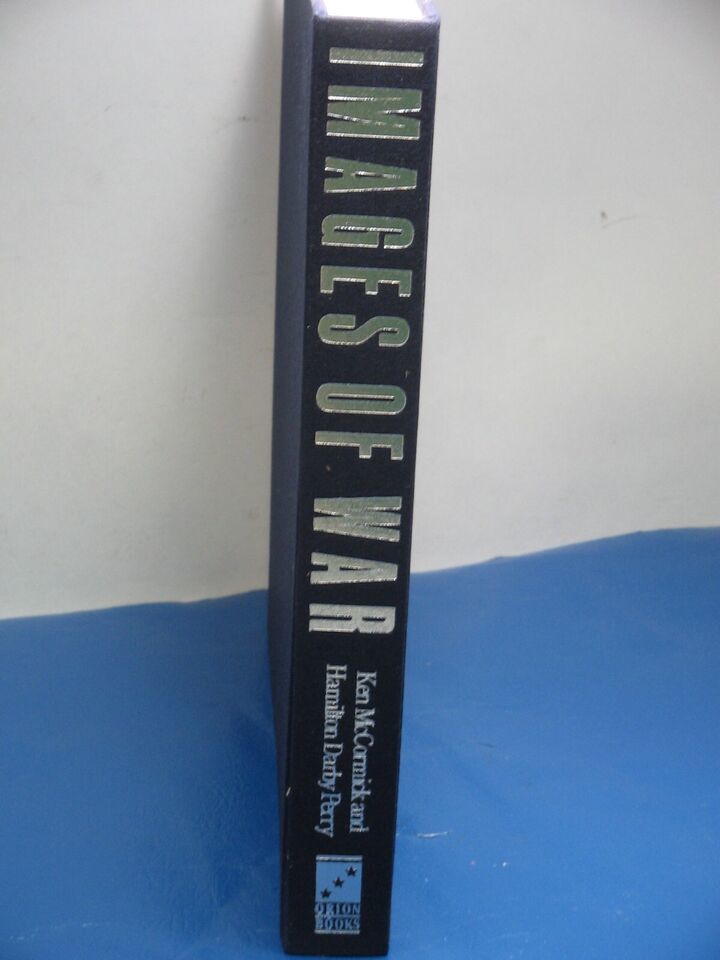 IMAGES OF WAR
Ken McCormick and
Hamilton Darby Perry
ORION
BOOKS